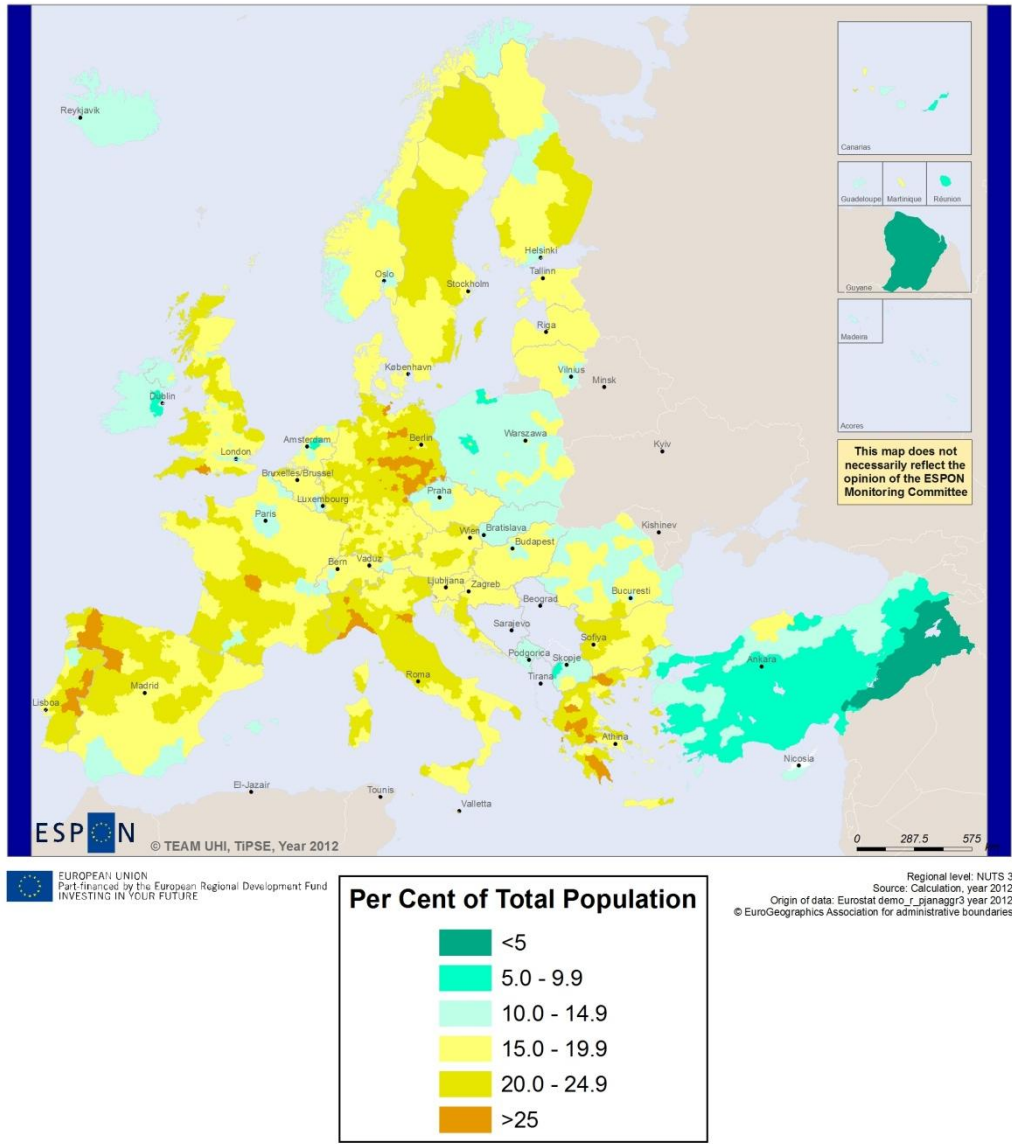 Reykjavik
Canarias
Guadeloupe
Martinique
Réunion
Guyane
Madeira
Acores
Helsinki
Oslo
Tallinn
Stockholm
Riga
København
Vilnius
Minsk
Dublin
Amsterdam
Berlin
Warszawa
London
Kyiv
Bruxelles/Brussel
Praha
Luxembourg
Paris
Wien
Bratislava
Kishinev
Budapest
Bern
Vaduz
Ljubljana
Zagreb
Bucuresti
Beograd
Sarajevo
Sofiya
Podgorica
Skopje
Ankara
Roma
Tirana
Madrid
Lisboa
Athina
Nicosia
El-Jazair
Tounis
Valletta
This map does not
necessarily reflect the
opinion of the ESPON
Monitoring Committee
ESPON
© TEAM UHI, TiPSE, Year 2012
0 287.5 575
EUROPEAN UNION
Part-financed by the European Regional Development Fund
INVESTING IN YOUR FUTURE
Regional level: NUTS 3
Source: Calculation, year 2012
Origin of data: Eurostat demo_r_pjanaggr3 year 2012
© EuroGeographics Association for administrative boundaries
Per Cent of Total Population
<5
5.0 - 9.9
10.0 - 14.9
15.0 - 19.9
20.0 - 24.9
>25